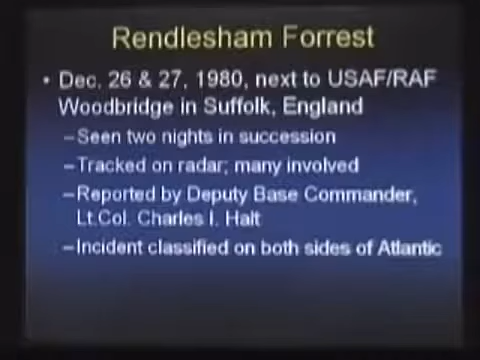 Rendlesham Forrest
• Dec. 26 & 27, 1980, next to USAF/RAF
Woodbridge in Suffolk, England
–Seen two nights in succession
–Tracked on radar; many involved
–Reported by Deputy Base Commander,
Lt.Col. Charles I. Halt
–Incident classified on both sides of Atlantic